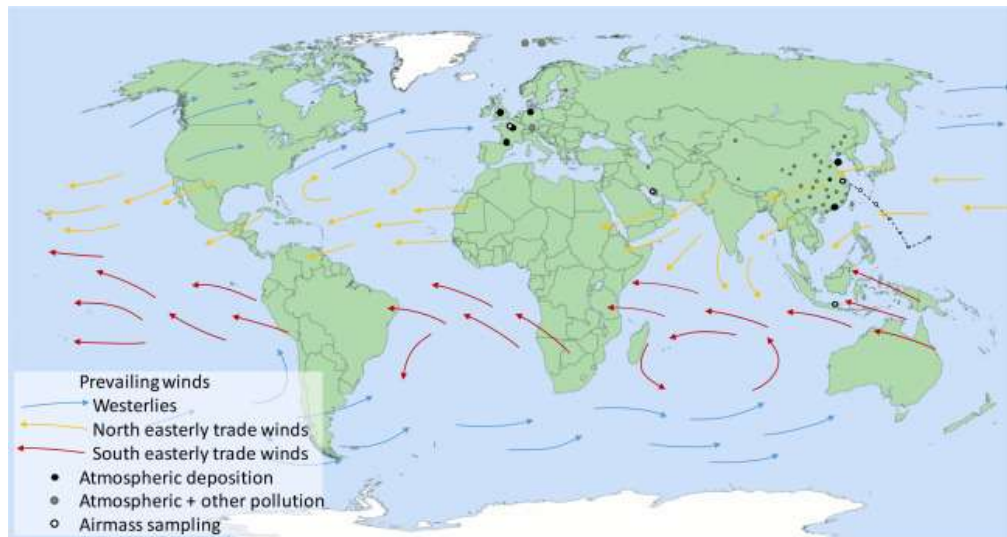 Prevailing winds
Westerlies
North easterly trade winds
South easterly trade winds
Atmospheric deposition
Atmospheric + other pollution
Airmass sampling